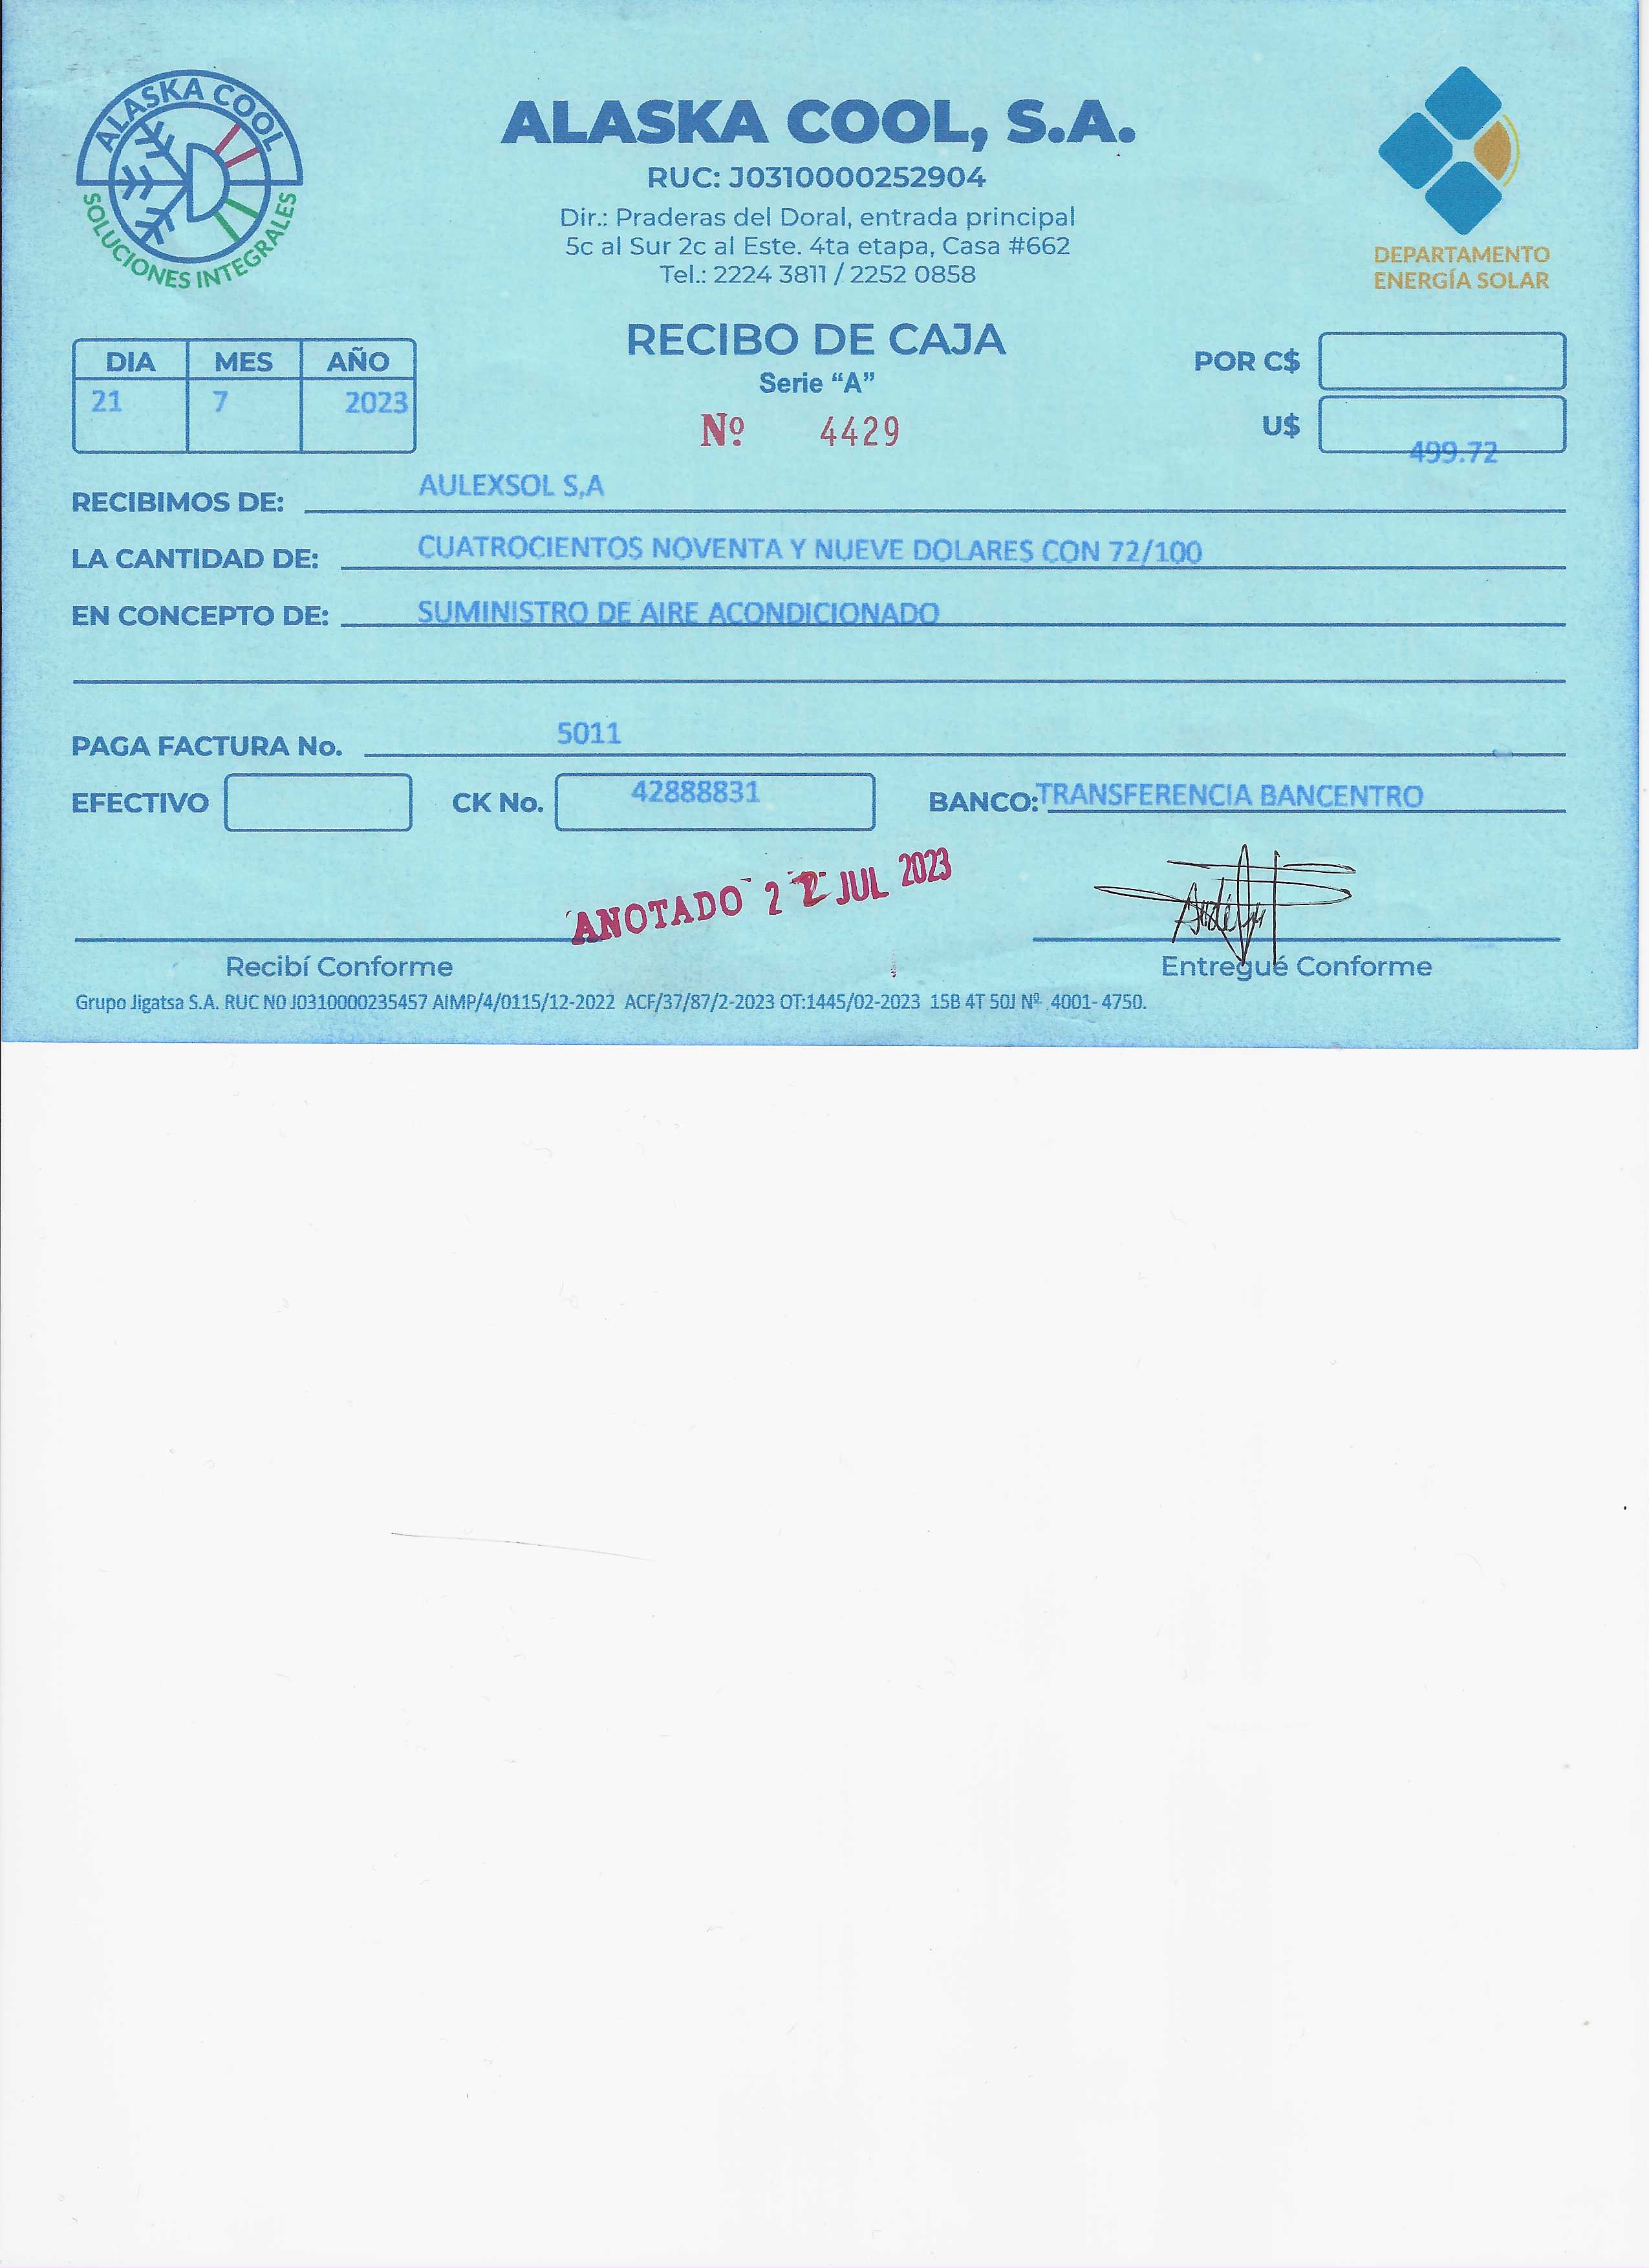 ALASKA COOL
SOLUCIONES INTEGRALES
ALASKA COOL, S.A.
RUC: J0310000252904
Dir.: Praderas del Doral, entrada principal
5c al Sur 2c al Este. 4ta etapa, Casa #662
Tel.: 2224 3811 / 2252 0858
DEPARTAMENTO
ENERGÍA SOLAR
DIA MES AÑO
21 7 2023
RECIBO DE CAJA
Serie “A”
Nº 4429
POR C$
U$ 499.72
RECIBIMOS DE: AULEXSOL S,A
LA CANTIDAD DE: CUATROCIENTOS NOVENTA Y NUEVE DOLARES CON 72/100
EN CONCEPTO DE: SUMINISTRO DE AIRE ACONDICIONADO
PAGA FACTURA No. 5011
EFECTIVO CK No. 42888831 BANCO: TRANSFERENCIA BANCENTRO
ANOTADO 22 JUL 2023
Recibí Conforme Entregué Conforme
Grupo Jigatsa S.A. RUC NO J0310000235457 AIMP/4/0115/12-2022 ACF/37/87/2-2023 OT:1445/02-2023 15B 4T 50J Nº 4001- 4750.